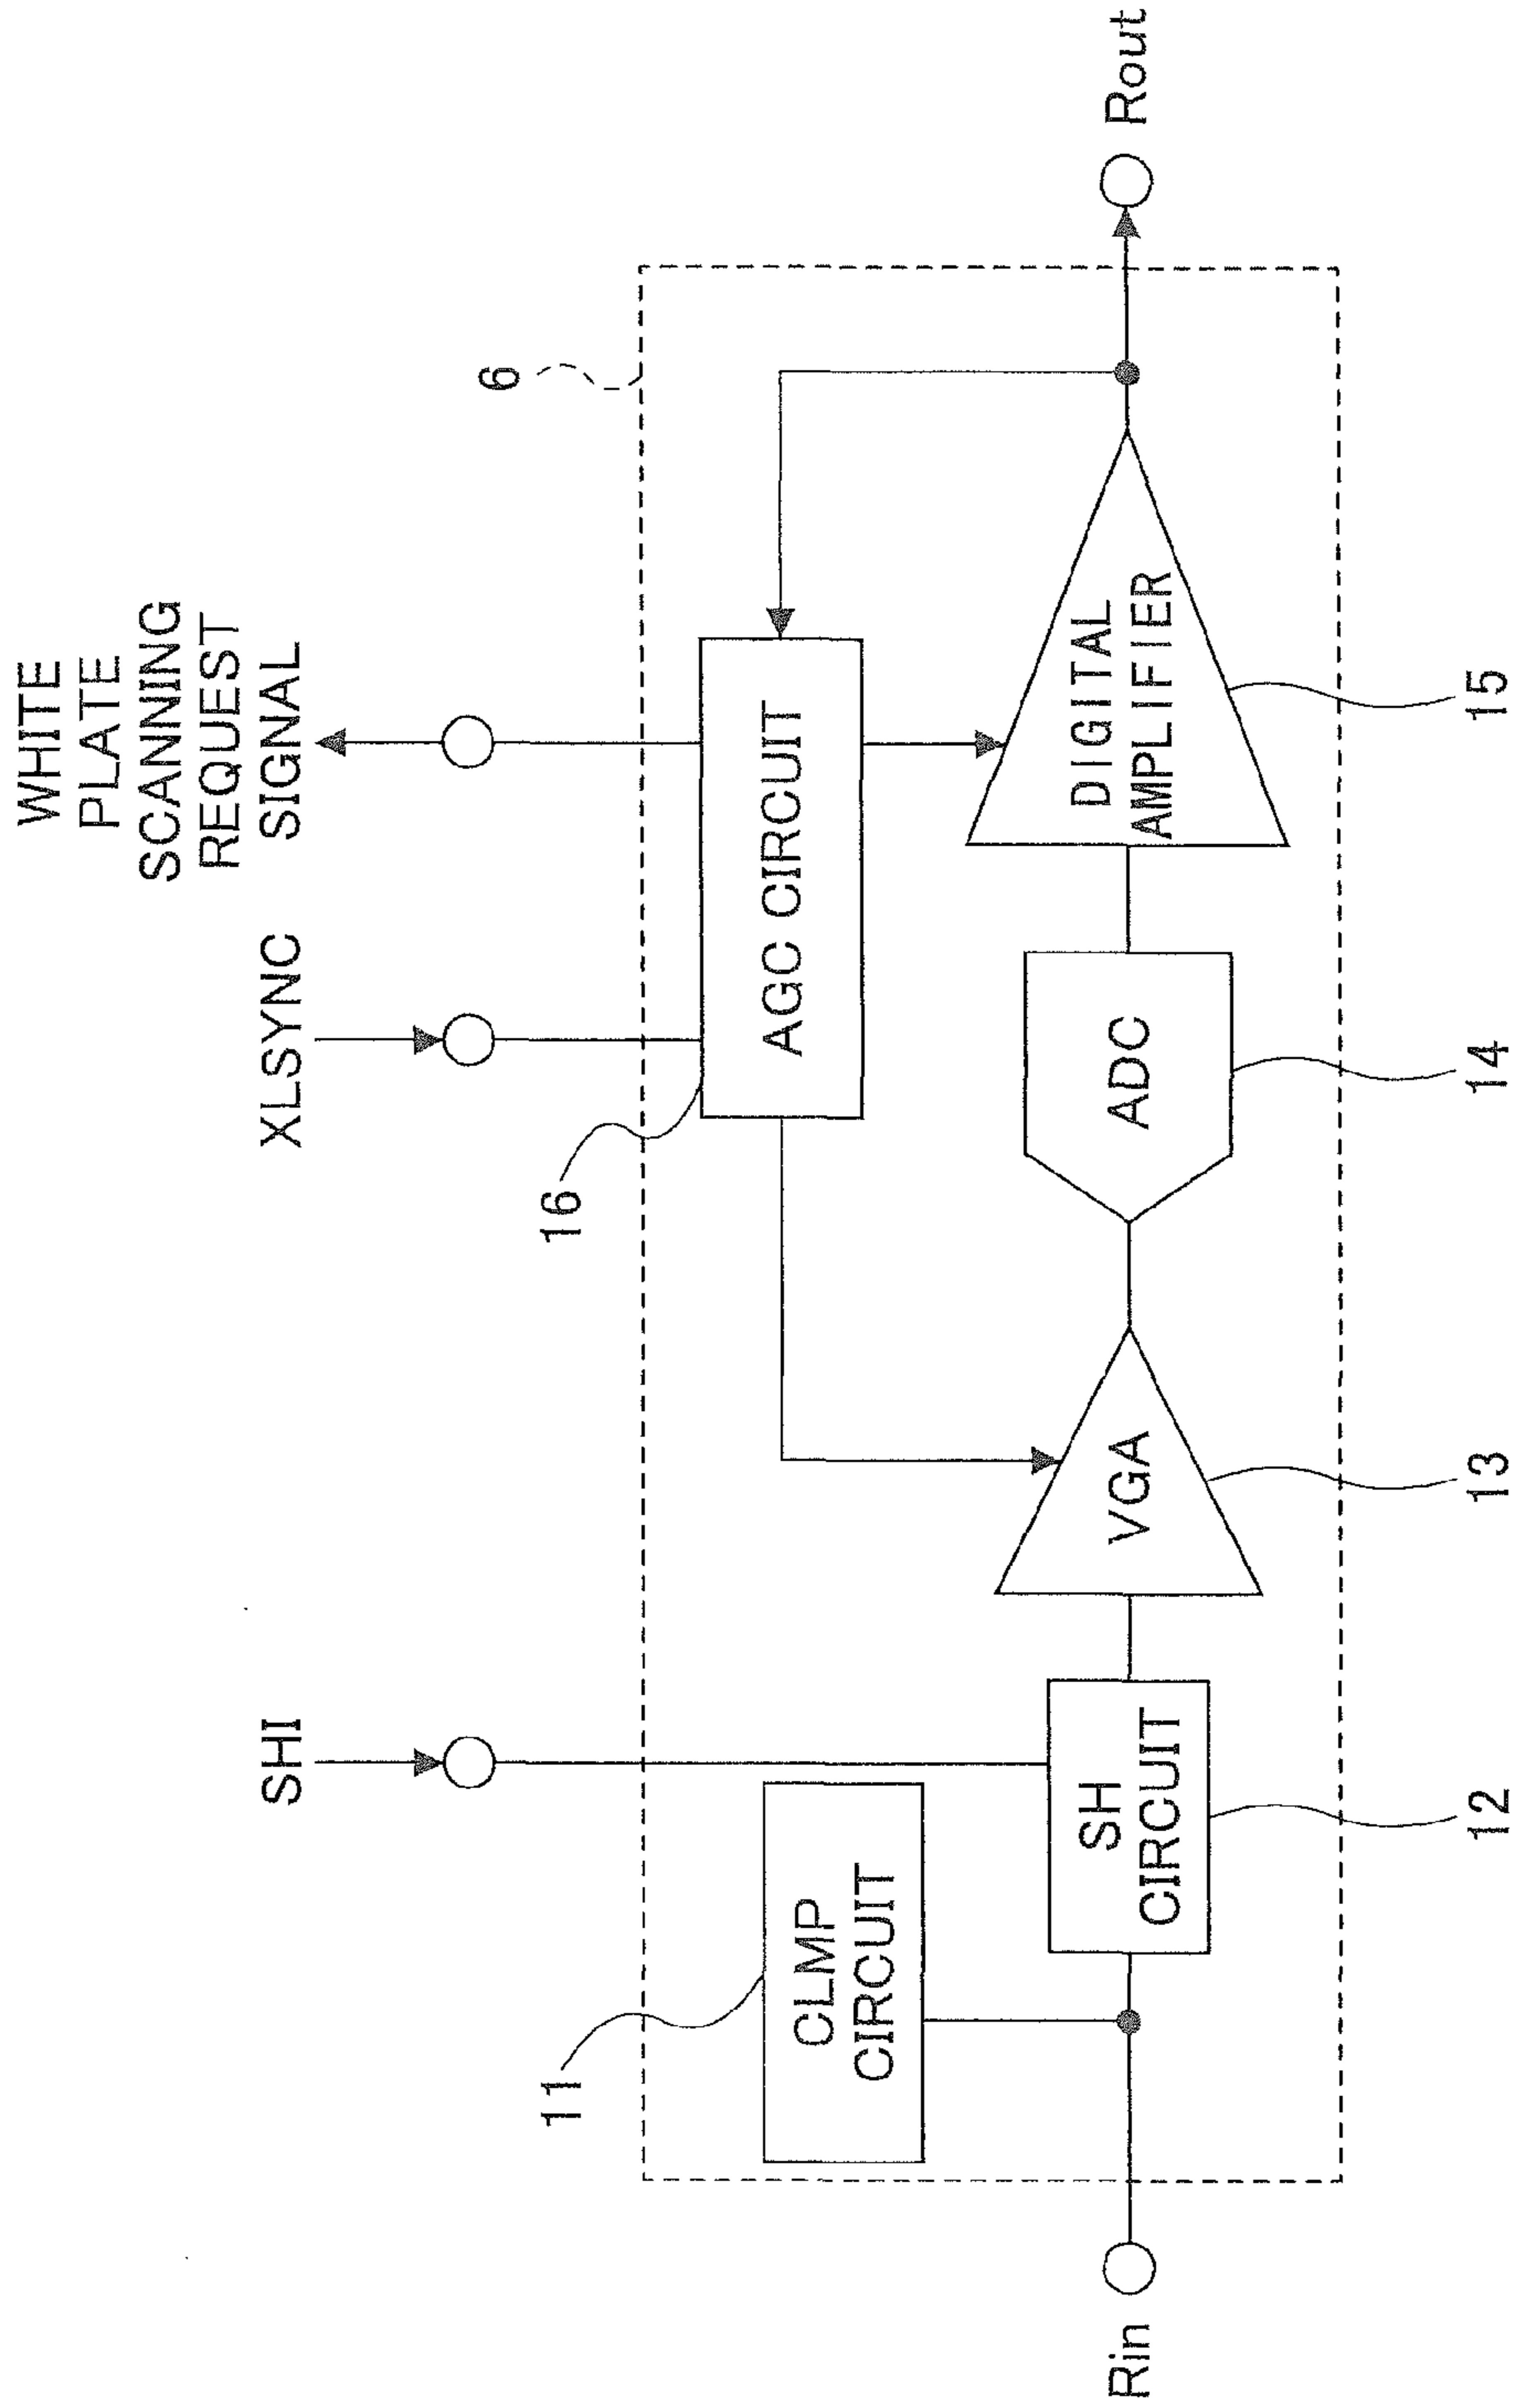 WHITE
PLATE
SCANNING
REQUEST
SIGNAL
XLSYNC
SHI
6
16
11
AGC CIRCUIT
CLMP
CIRCUIT
Rin
SH
CIRCUIT
VGA
ADC
DIGITAL
AMPLIFIER
Rout
12
13
14
15